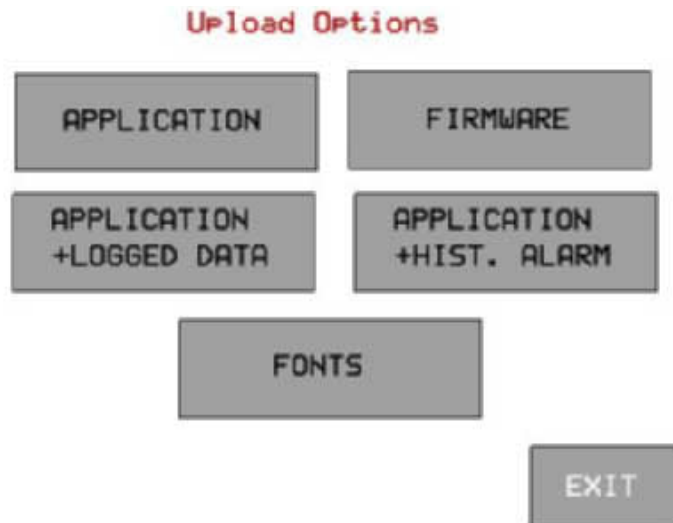 Upload Options
APPLICATION
FIRMWARE
APPLICATION
+LOGGED DATA
APPLICATION
+HIST. ALARM
FONTS
EXIT